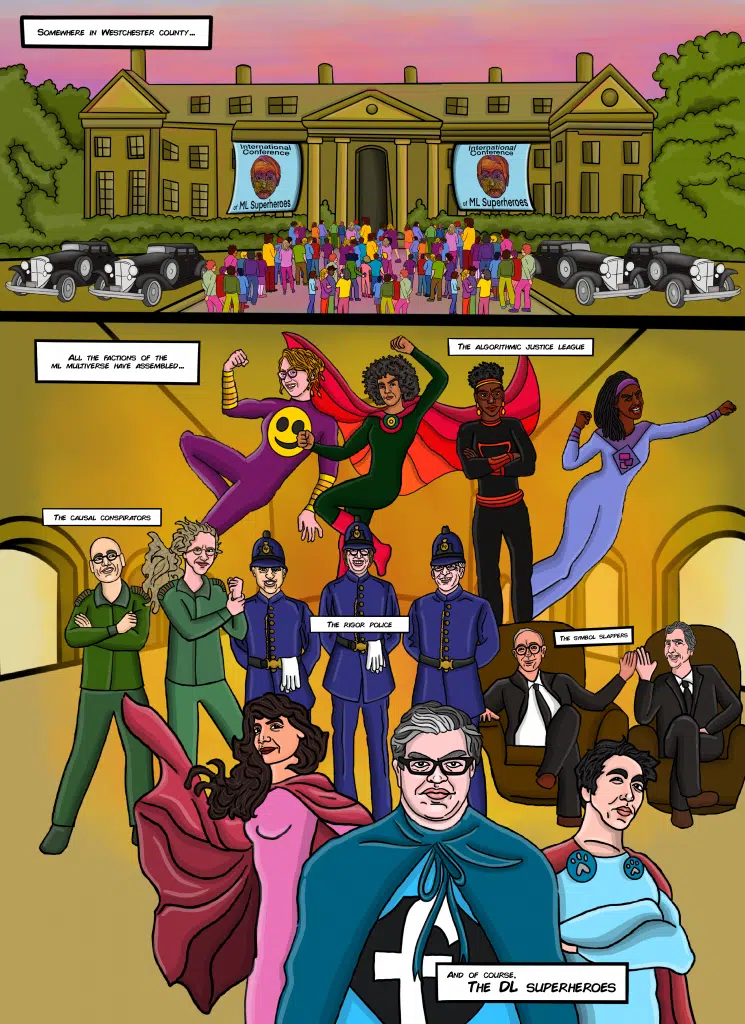 Somewhere in Westchester county...
International
Conference
of ML Superheroes
International
Conference
of ML Superheroes
All the factions of the
ML multiverse have assembled...
The algorithmic justice league
The causal conspirators
The rigor police
The symbol slappers
f
And of course,
The DL superheroes